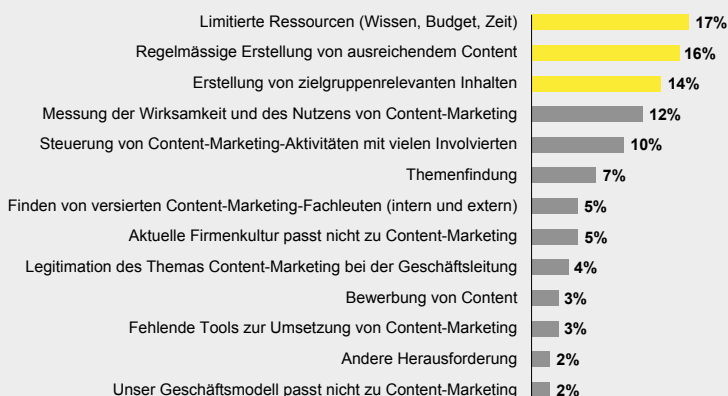 Limitierte Ressourcen (Wissen, Budget, Zeit) 17%
Regelmässige Erstellung von ausreichendem Content 16%
Erstellung von zielgruppenrelevanten Inhalten 14%
Messung der Wirksamkeit und des Nutzens von Content-Marketing 12%
Steuerung von Content-Marketing-Aktivitäten mit vielen Involvierten 10%
Themenfindung 7%
Finden von versierten Content-Marketing-Fachleuten (intern und extern) 5%
Aktuelle Firmenkultur passt nicht zu Content-Marketing 5%
Legitimation des Themas Content-Marketing bei der Geschäftsleitung 4%
Bewerbung von Content 3%
Fehlende Tools zur Umsetzung von Content-Marketing 3%
Andere Herausforderung 2%
Unser Geschäftsmodell passt nicht zu Content-Marketing 2%